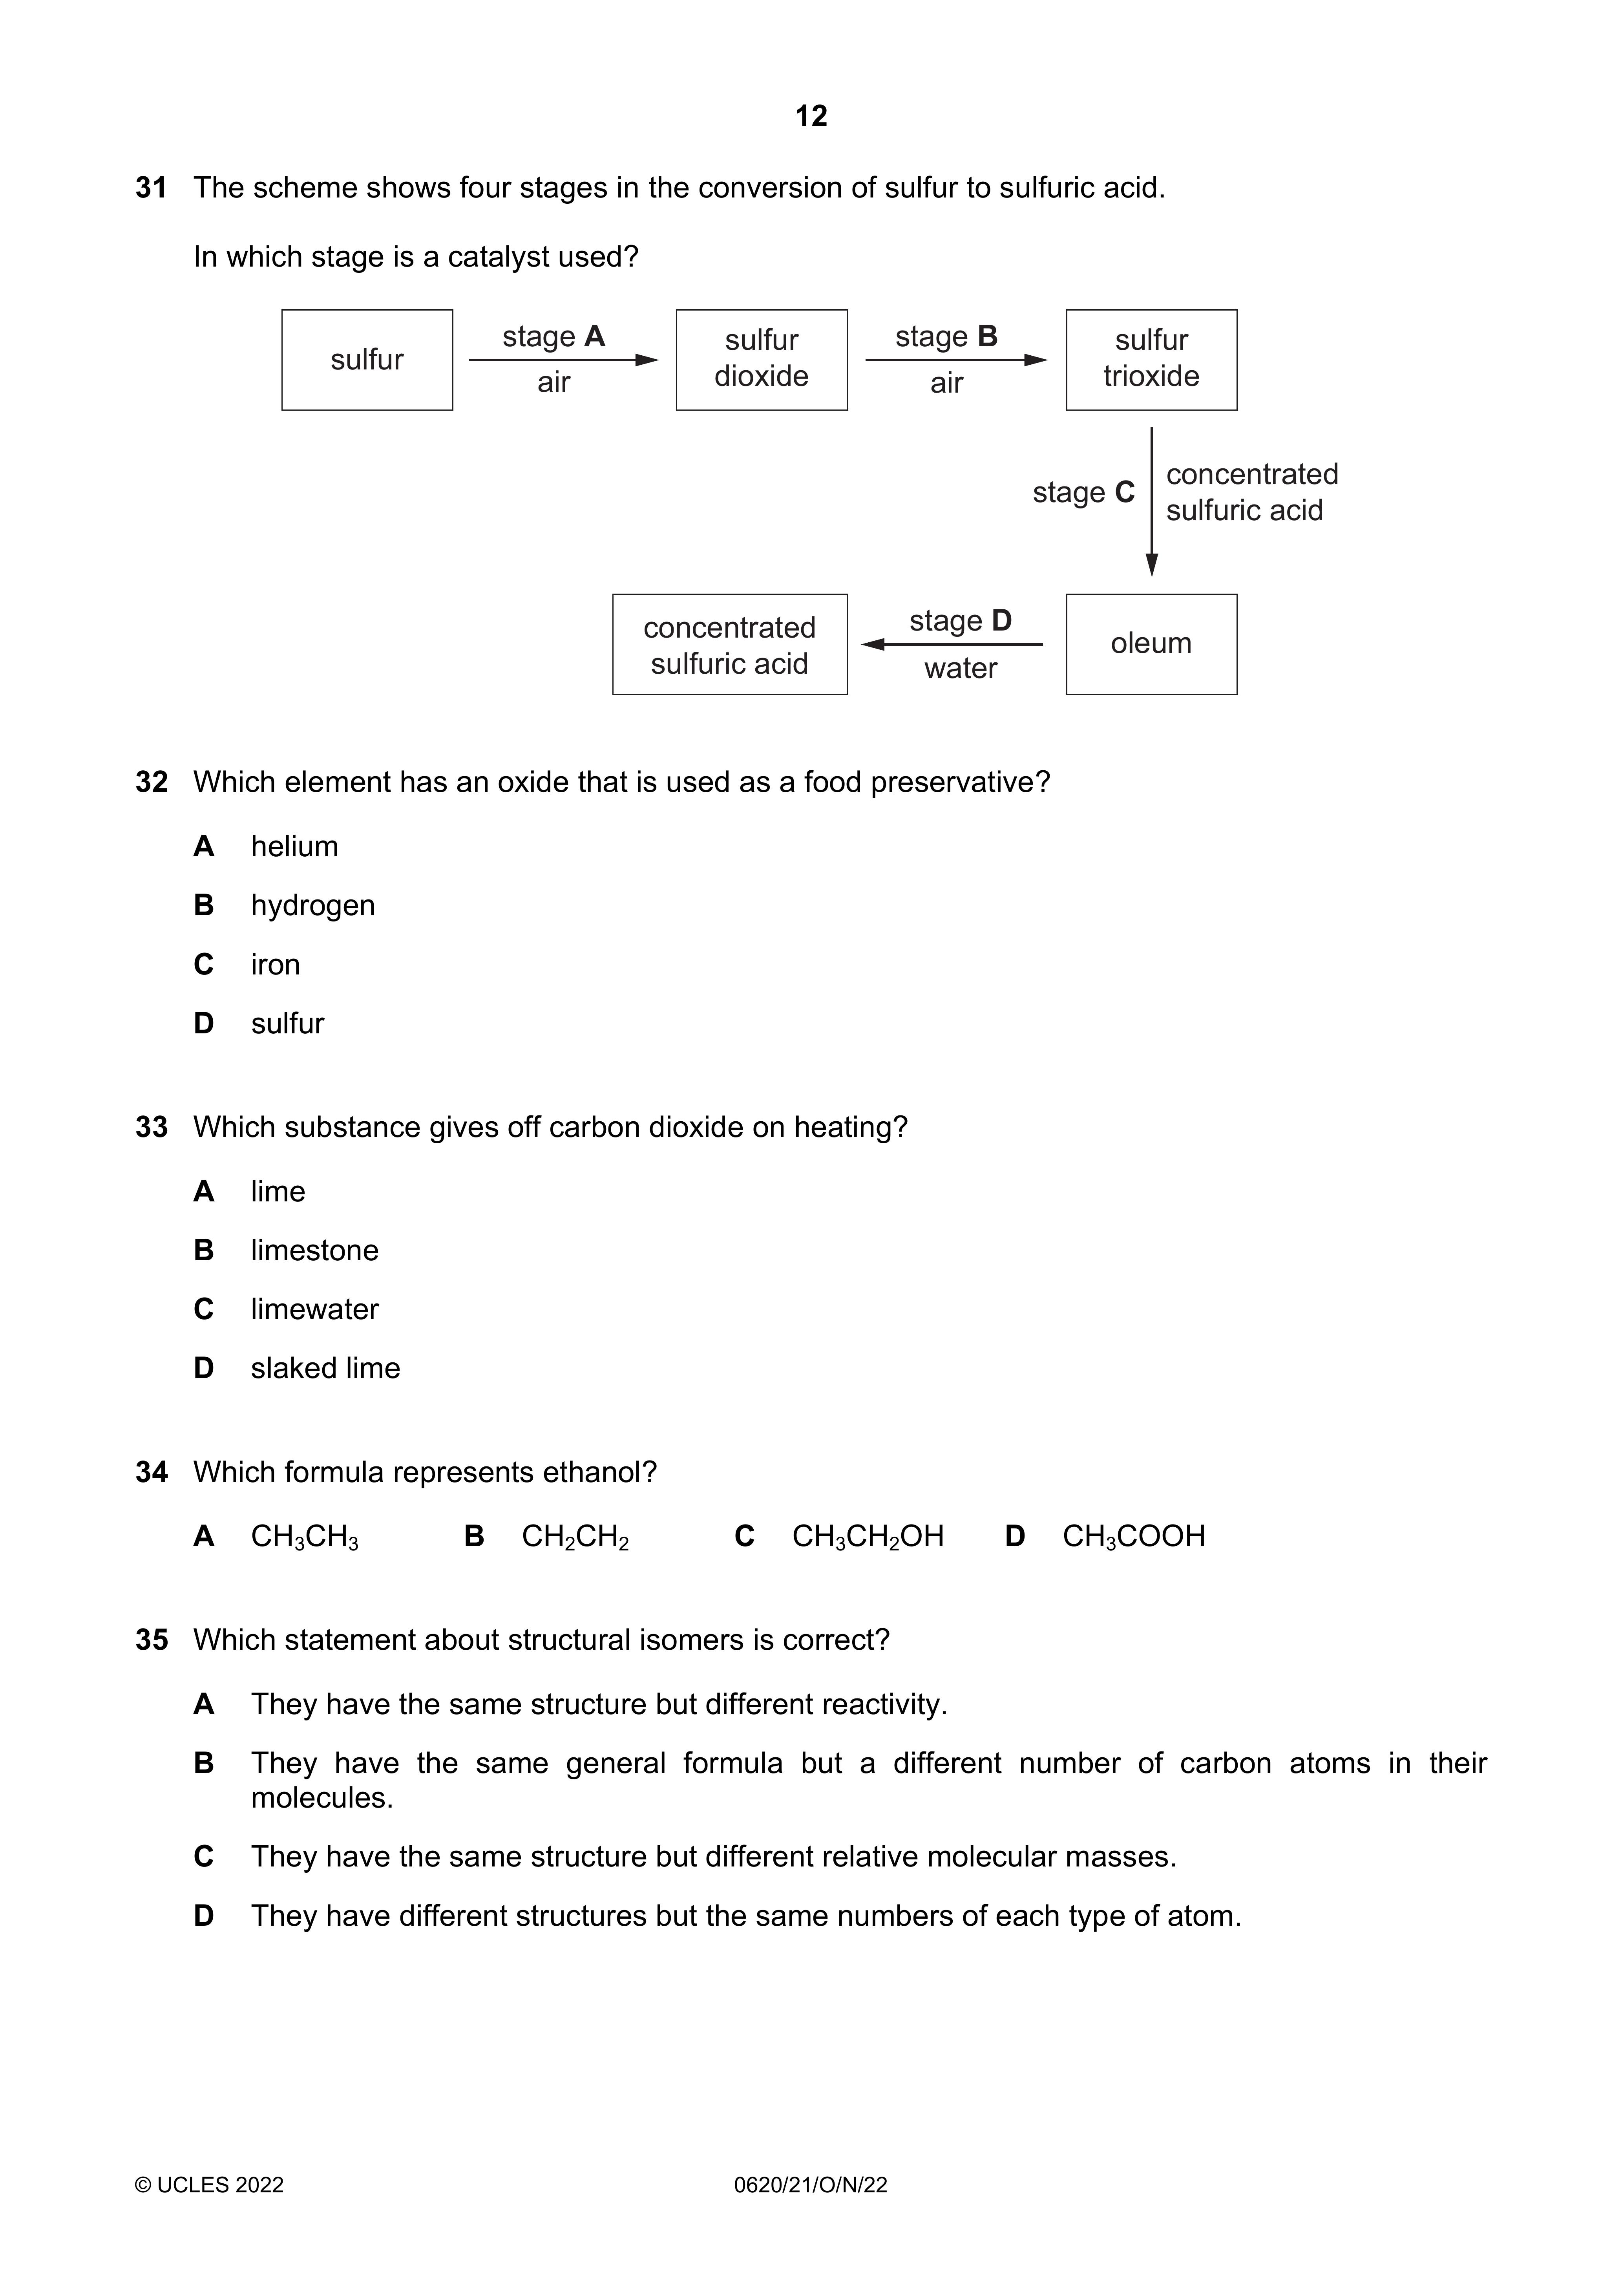 12
31 The scheme shows four stages in the conversion of sulfur to sulfuric acid.
In which stage is a catalyst used?
sulfur
stage A
air
sulfur
dioxide
stage B
air
sulfur
trioxide
stage C
concentrated
sulfuric acid
concentrated
sulfuric acid
stage D
water
oleum
32 Which element has an oxide that is used as a food preservative?
A helium
B hydrogen
C iron
D sulfur
33 Which substance gives off carbon dioxide on heating?
A lime
B limestone
C limewater
D slaked lime
34 Which formula represents ethanol?
A CH₃CH₃ B CH₂CH₂ C CH₃CH₂OH D CH₃COOH
35 Which statement about structural isomers is correct?
A They have the same structure but different reactivity.
B They have the same general formula but a different number of carbon atoms in their
molecules.
C They have the same structure but different relative molecular masses.
D They have different structures but the same numbers of each type of atom.
© UCLES 2022 0620/21/O/N/22